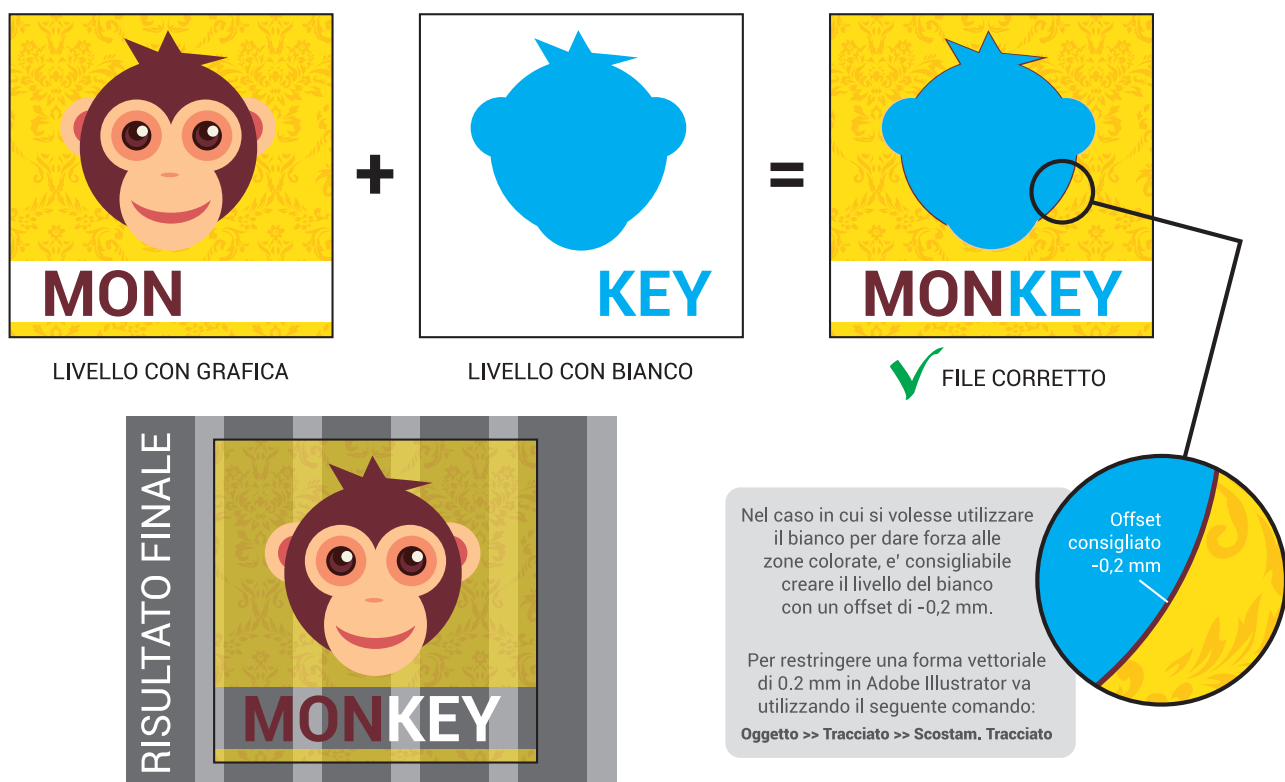 MON
KEY
MONKEY
LIVELLO CON GRAFICA
LIVELLO CON BIANCO
FILE CORRETTO
RISULTATO FINALE
MONKEY
Nel caso in cui si volesse utilizzare
il bianco per dare forza alle
zone colorate, e' consigliabile
creare il livello del bianco
con un offset di -0,2 mm.
Per restringere una forma vettoriale
di 0.2 mm in Adobe Illustrator va
utilizzando il seguente comando:
Oggetto >> Tracciato >> Scostam. Tracciato
Offset
consigliato
-0,2 mm